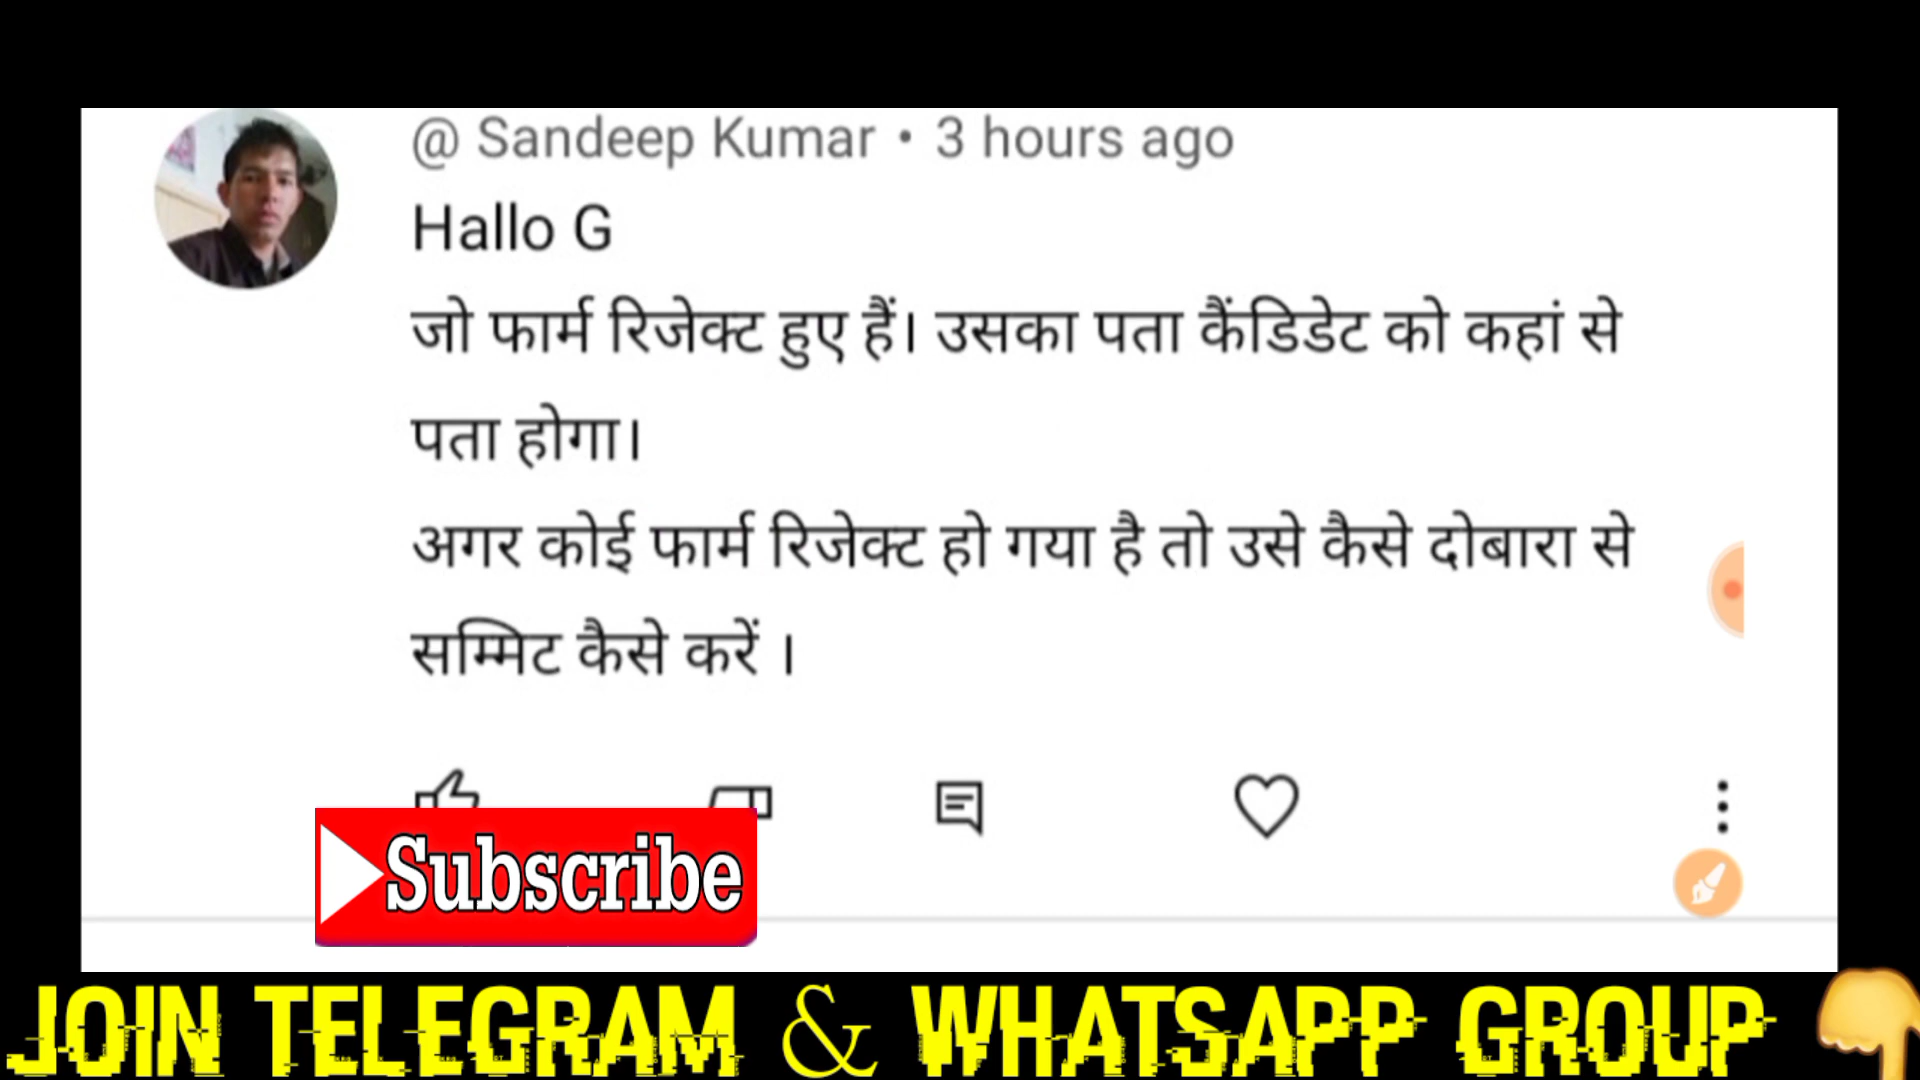 @ Sandeep Kumar • 3 hours ago
Hallo G
जो फार्म रिजेक्ट हुए हैं। उसका पता कैंडिडेट को कहां से
पता होगा।
अगर कोई फार्म रिजेक्ट हो गया है तो उसे कैसे दोबारा से
सम्मिट कैसे करें ।
Subscribe
JOIN TELEGRAM & WHATSAPP GROUP